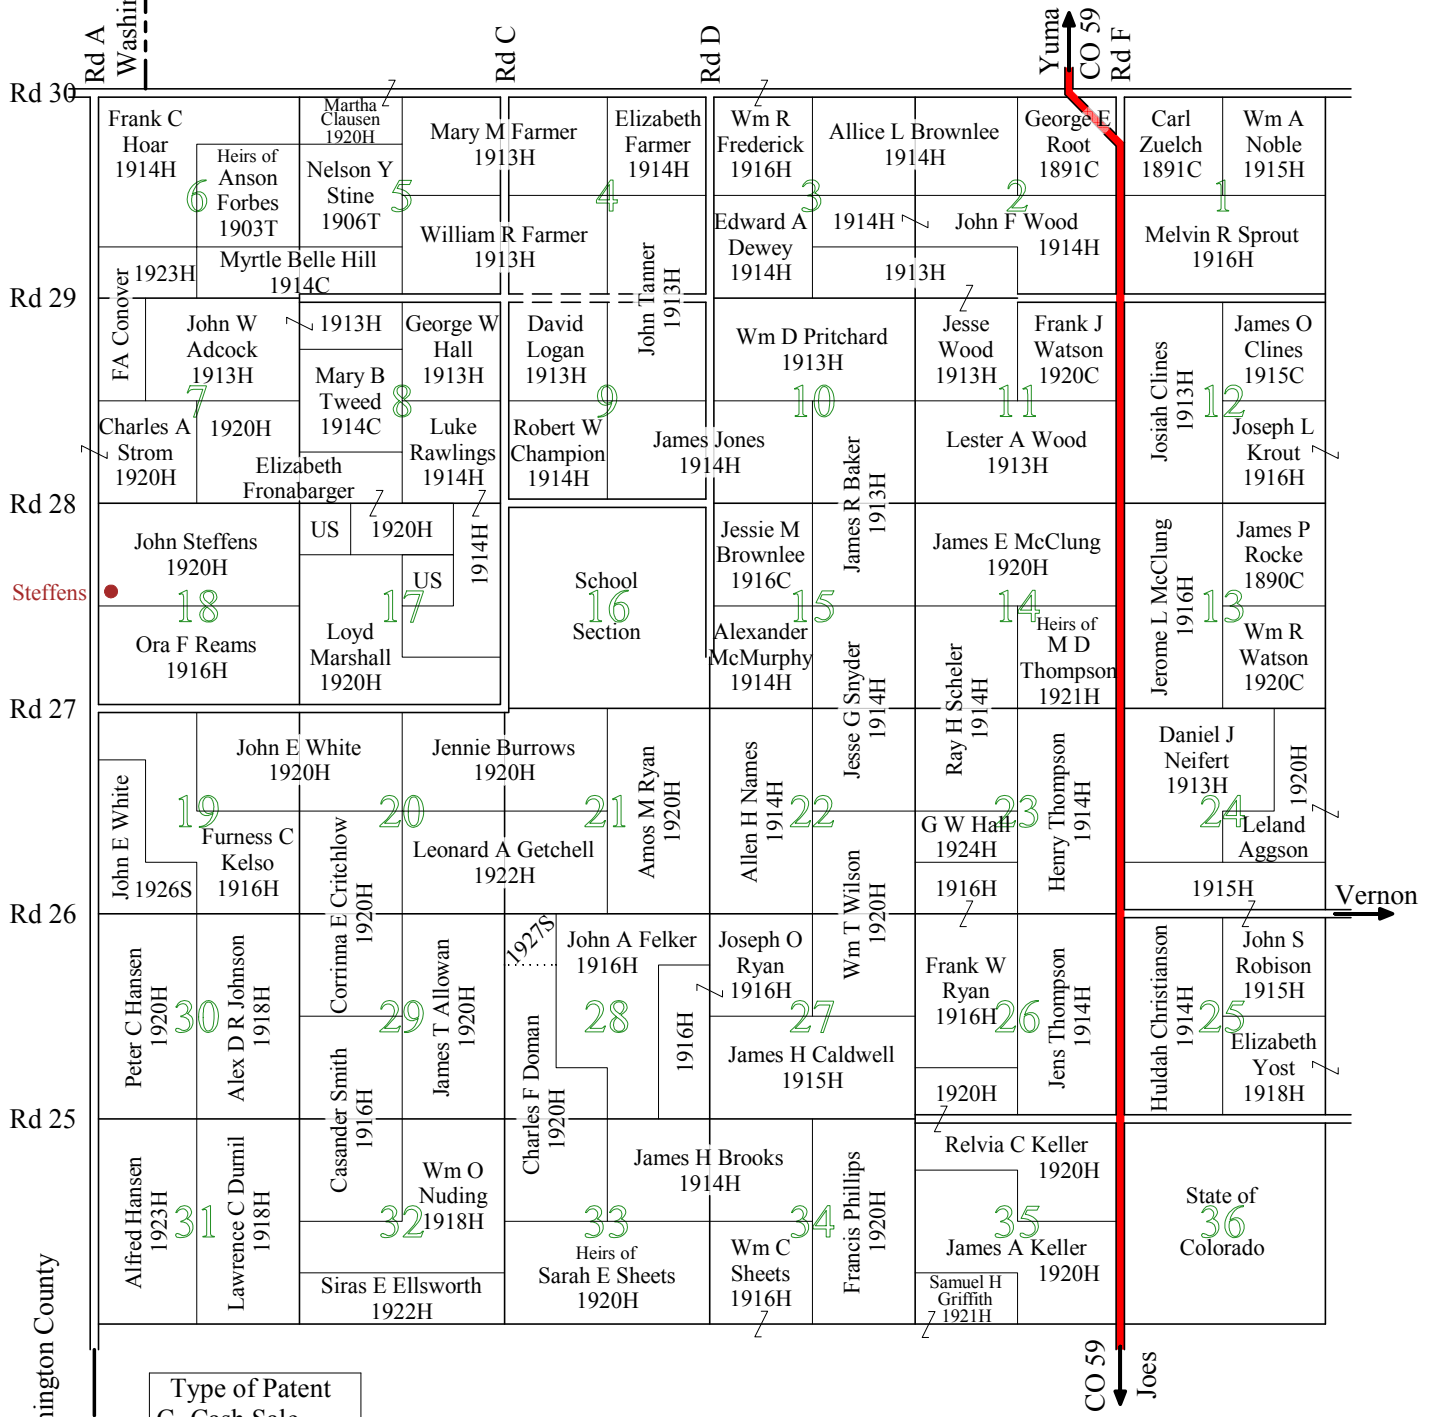 Rd A
Washin
Rd C
Rd D
Yuma
CO 59
Rd F
Rd 30
Frank C
Hoar
1914H
Martha
Clausen
1920H
Mary M Farmer
1913H
Elizabeth
Farmer
1914H
Wm R
Frederick
1916H
Allice L Brownlee
1914H
George E
Root
1891C
Carl
Zuelch
1891C
Wm A
Noble
1915H
Heirs of
Anson
Forbes
1903T
Nelson Y
Stine
1906T
6
5
4
3
2
1
William R Farmer
1913H
Edward A
Dewey
1914H
1914H
John F Wood
1914H
Melvin R Sprout
1916H
Myrtle Belle Hill
1914C
1923H
1913H
John Tanner
1913H
Rd 29
FA Conover
John W
Adcock
1913H
1913H
George W
Hall
1913H
David
Logan
1913H
Wm D Pritchard
1913H
Jesse
Wood
1913H
Frank J
Watson
1920C
Josiah Clines
1913H
James O
Clines
1915C
Mary B
Tweed
1914C
7
8
9
10
11
12
Charles A
Strom
1920H
1920H
Elizabeth
Fronabarger
Luke
Rawlings
1914H
Robert W
Champion
1914H
James Jones
1914H
James R Baker
1913H
Lester A Wood
1913H
Joseph L
Krout
1916H
Rd 28
John Steffens
1920H
US
1920H
1914H
US
Jessie M
Brownlee
1916C
James E McClung
1920H
Jerome L McClung
1916H
James P
Rocke
1890C
Steffens
18
17
School
16
Section
15
14
13
Ora F Reams
1916H
Loyd
Marshall
1920H
Alexander
McMurphy
1914H
Jesse G Snyder
1914H
Ray H Scheler
1914H
Heirs of
M D
Thompson
1921H
Wm R
Watson
1920C
Rd 27
John E White
1920H
Jennie Burrows
1920H
Amos M Ryan
1920H
Allen H Names
1914H
Henry Thompson
1914H
Daniel J
Neifert
1913H
1920H
John E White
1926S
19
20
21
22
23
24
Furness C
Kelso
1916H
Corrinna E Critchlow
1920H
Leonard A Getchell
1922H
Wm T Wilson
1920H
G W Hall
1924H
1916H
Leland
Aggson
1915H
Rd 26
Vernon
Peter C Hansen
1920H
Alex D R Johnson
1918H
James T Allowan
1920H
1927S
John A Felker
1916H
Joseph O
Ryan
1916H
Frank W
Ryan
1916H
Jens Thompson
1914H
Huldah Christianson
1914H
John S
Robison
1915H
30
29
28
27
26
25
Casander Smith
1916H
Charles F Doman
1920H
1916H
James H Caldwell
1915H
1920H
Elizabeth
Yost
1918H
Rd 25
Alfred Hansen
1923H
Lawrence C Durnil
1918H
Wm O
Nuding
1918H
James H Brooks
1914H
Francis Phillips
1920H
Relvia C Keller
1920H
State of
36
Colorado
31
32
33
34
35
Siras E Ellsworth
1922H
Heirs of
Sarah E Sheets
1920H
Wm C
Sheets
1916H
James A Keller
1920H
Samuel H
Griffith
1921H
nington County
CO 59
Joes
Type of Patent
C- Cash Sale